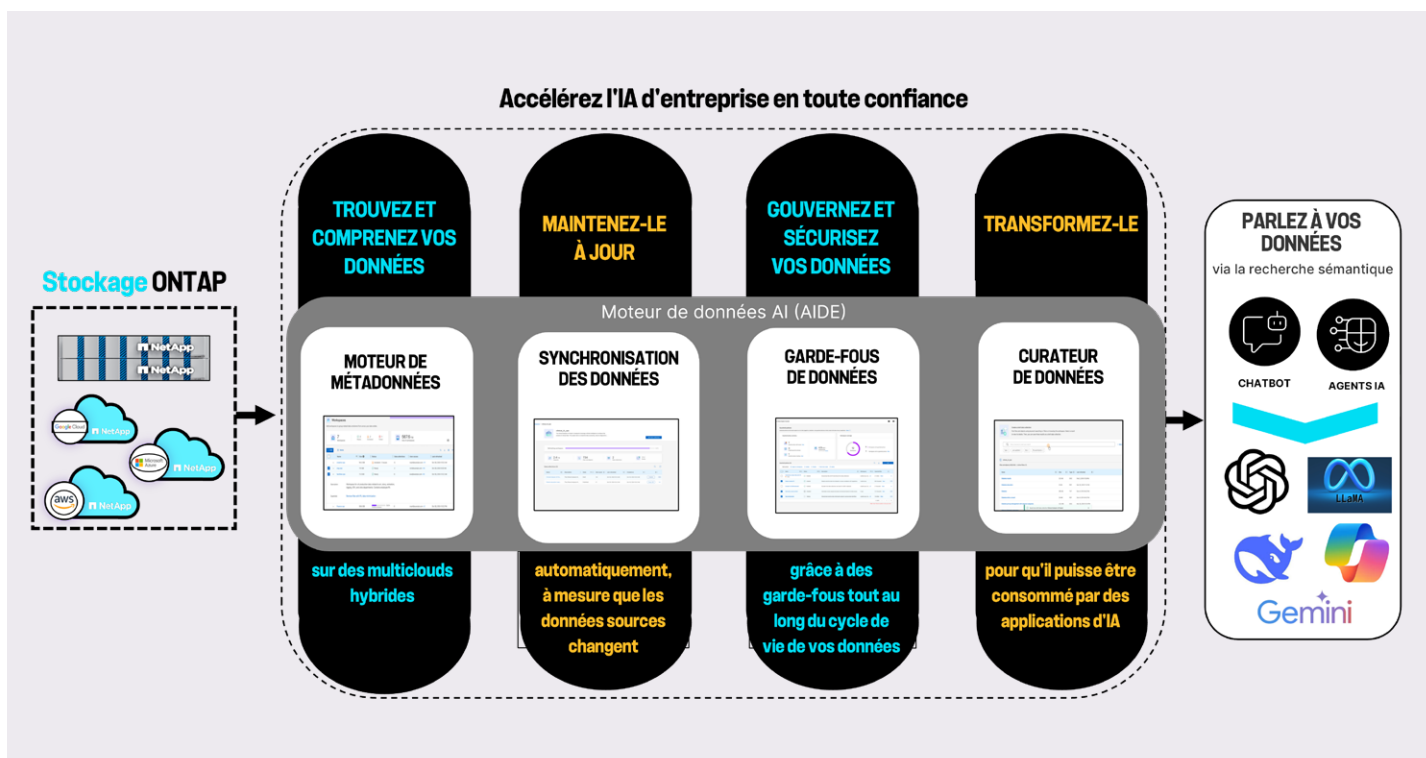 Accélérez l'IA d'entreprise en toute confiance
Stockage ONTAP
NetApp
NetApp
Google Cloud
NetApp
Microsoft
Azure
NetApp
aws
NetApp
TROUVEZ ET
COMPRENEZ VOS
DONNÉES
MAINTENEZ-LE
À JOUR
GOUVERNEZ ET
SÉCURISEZ
VOS DONNÉES
TRANSFORMEZ-LE
Moteur de données AI (AIDE)
MOTEUR DE
MÉTADONNÉES
SYNCHRONISATION
DES DONNÉES
GARDE-FOUS
DE DONNÉES
CURATEUR
DE DONNÉES
sur des multiclouds
hybrides
automatiquement,
à mesure que les
données sources
changent
grâce à des
garde-fous tout au
long du cycle de
vie de vos données
pour qu'il puisse être
consommé par des
applications d'IA
PARLEZ À VOS
DONNÉES
via la recherche sémantique
CHATBOT
AGENTS IA
LLaMA
Gemini